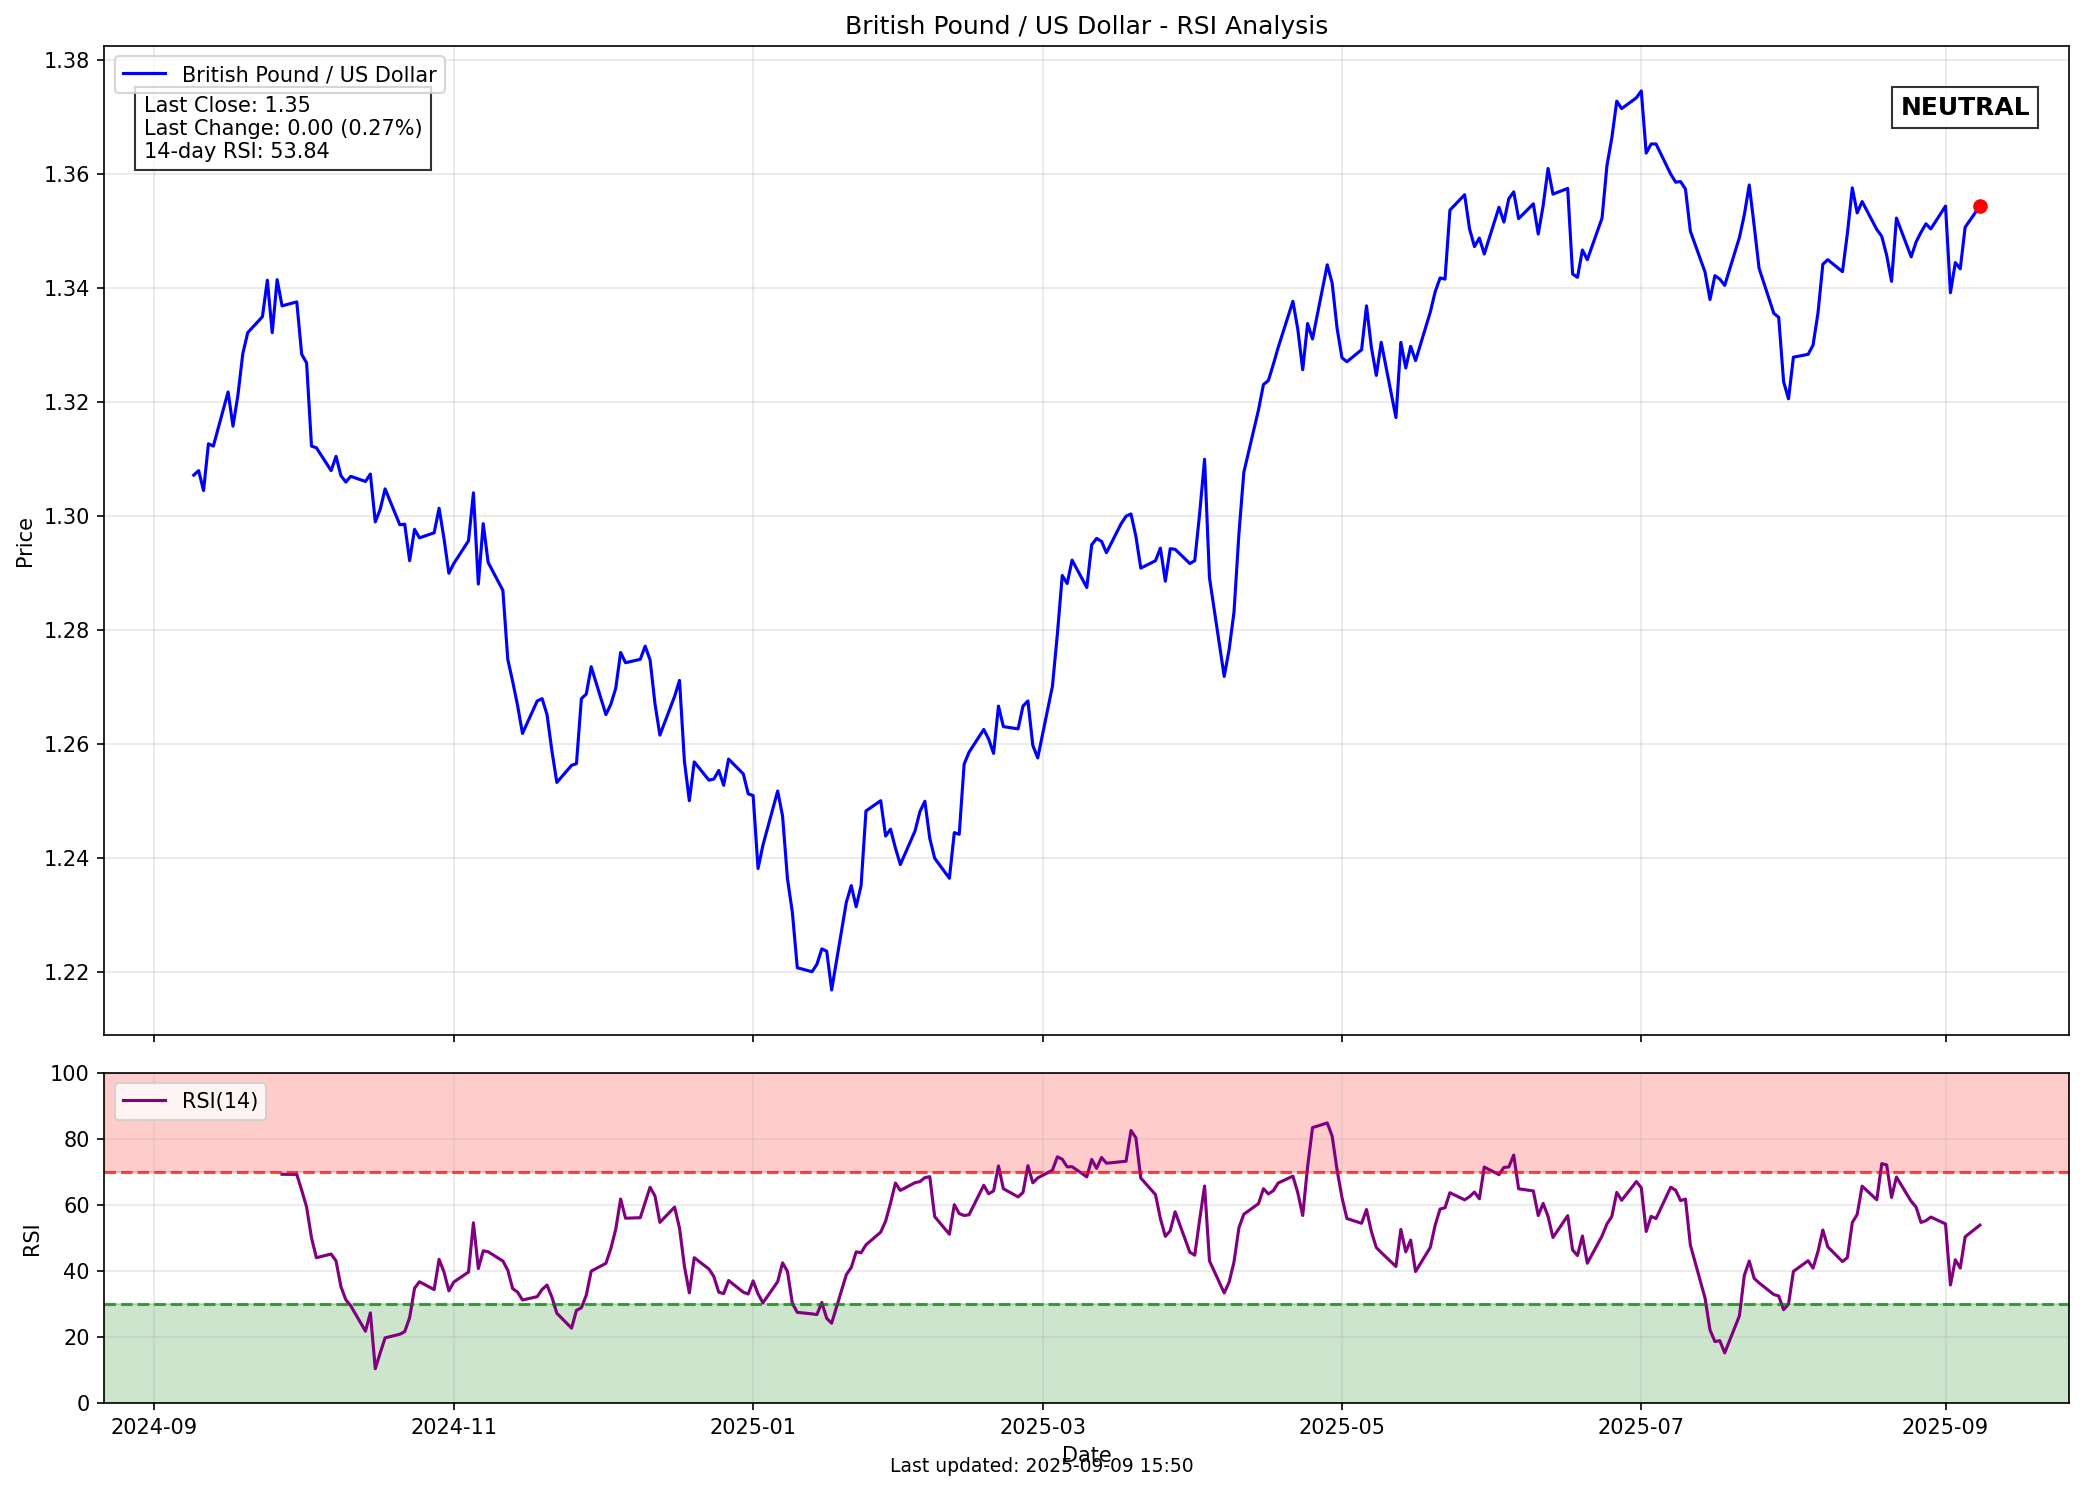 British Pound / US Dollar - RSI Analysis
British Pound / US Dollar
Last Close: 1.35
Last Change: 0.00 (0.27%)
14-day RSI: 53.84
NEUTRAL
Price
1.38
1.36
1.34
1.32
1.30
1.28
1.26
1.24
1.22
RSI(14)
RSI
100
80
60
40
20
0
2024-09
2024-11
2025-01
2025-03
2025-05
2025-07
2025-09
Date
Last updated: 2025-09-09 15:50